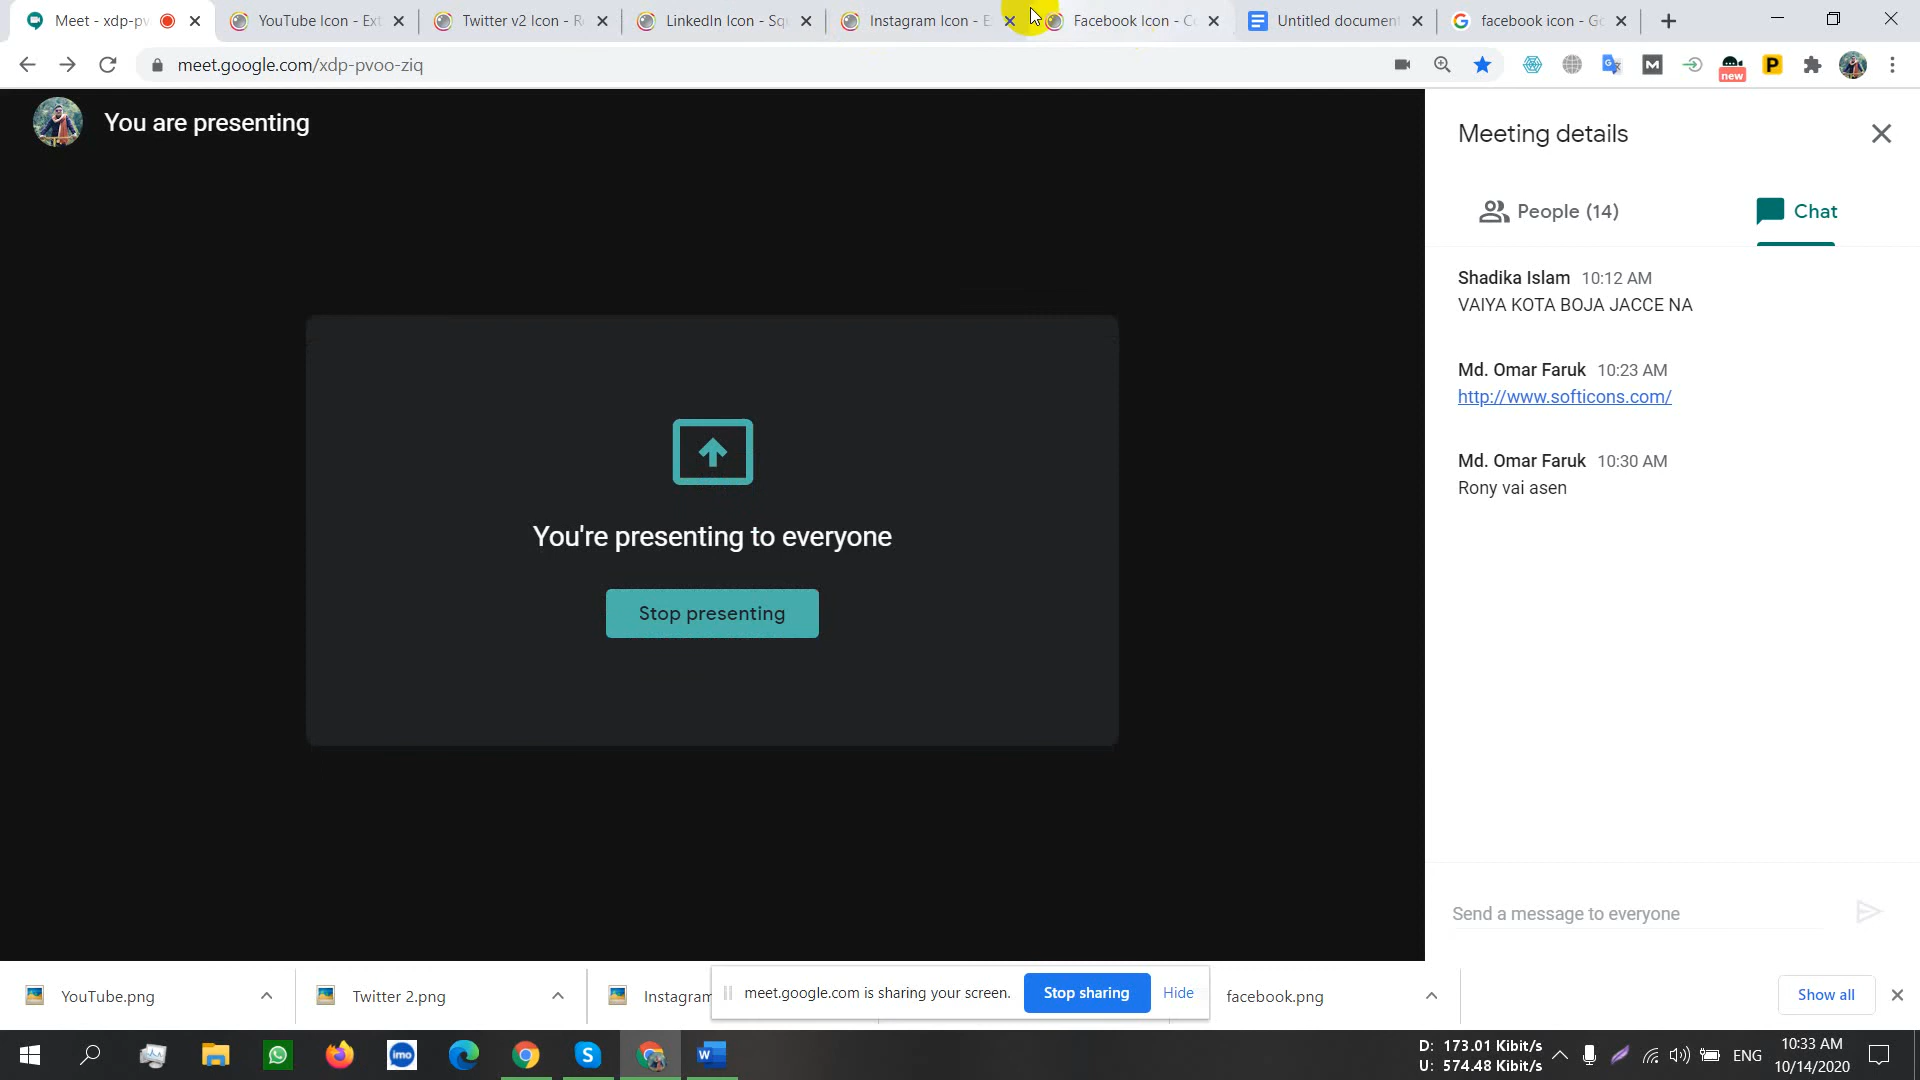 Meet - xdp-pv
YouTube Icon - Ext
Twitter v2 Icon - R
LinkedIn Icon - Squ
Instagram Icon - E
Facebook Icon - C
Untitled document
facebook icon - Go
meet.google.com/xdp-pvoo-ziq
new
You are presenting
You're presenting to everyone
Stop presenting
Meeting details
People (14)
Chat
Shadika Islam 10:12 AM
VAIYA KOTA BOJA JACCE NA
Md. Omar Faruk 10:23 AM
http://www.softicons.com/
Md. Omar Faruk 10:30 AM
Rony vai asen
Send a message to everyone
YouTube.png
Twitter 2.png
Instagram
meet.google.com is sharing your screen.
Stop sharing
Hide
facebook.png
Show all
imo
D: 173.01 Kibit/s
U: 574.48 Kibit/s
ENG
10:33 AM
10/14/2020